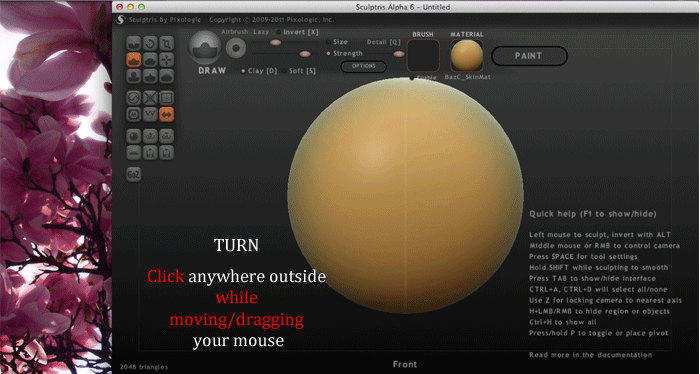 Sculptris Alpha 6 - Untitled
Sculptris by Pixologic Copyright © 2009-2011 Pixologic, Inc.
Airbrush Lazy Invert [X]
Size Detail [Q]
Strength
DRAW Clay [D] Soft [S]
OPTIONS
BRUSH
Enable
MATERIAL
BasC_SkinMat
PAINT
GoZ
TURN
Click anywhere outside
while
moving/dragging
your mouse
Quick help (F1 to show/hide)
Left mouse to sculpt, invert with ALT
Middle mouse or RMB to control camera
Press SPACE for tool settings
Hold SHIFT while sculpting to smooth
Press TAB to show/hide interface
CTRL+A, CTRL+D will select all/none
Use Z for locking camera to nearest axis
H+LMB/RMB to hide region or objects
Ctrl+H to show all
Press/hold P to toggle or place pivot
Read more in the documentation
2048 triangles
Front